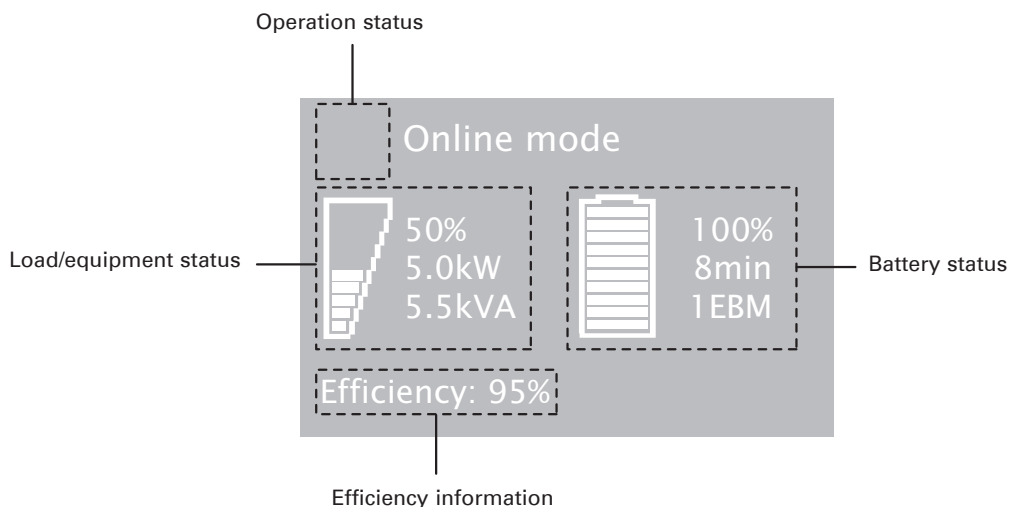 Operation status
Online mode
Load/equipment status
50%
5.0kW
5.5kVA
100%
8min
1EBM
Battery status
Efficiency: 95%
Efficiency information